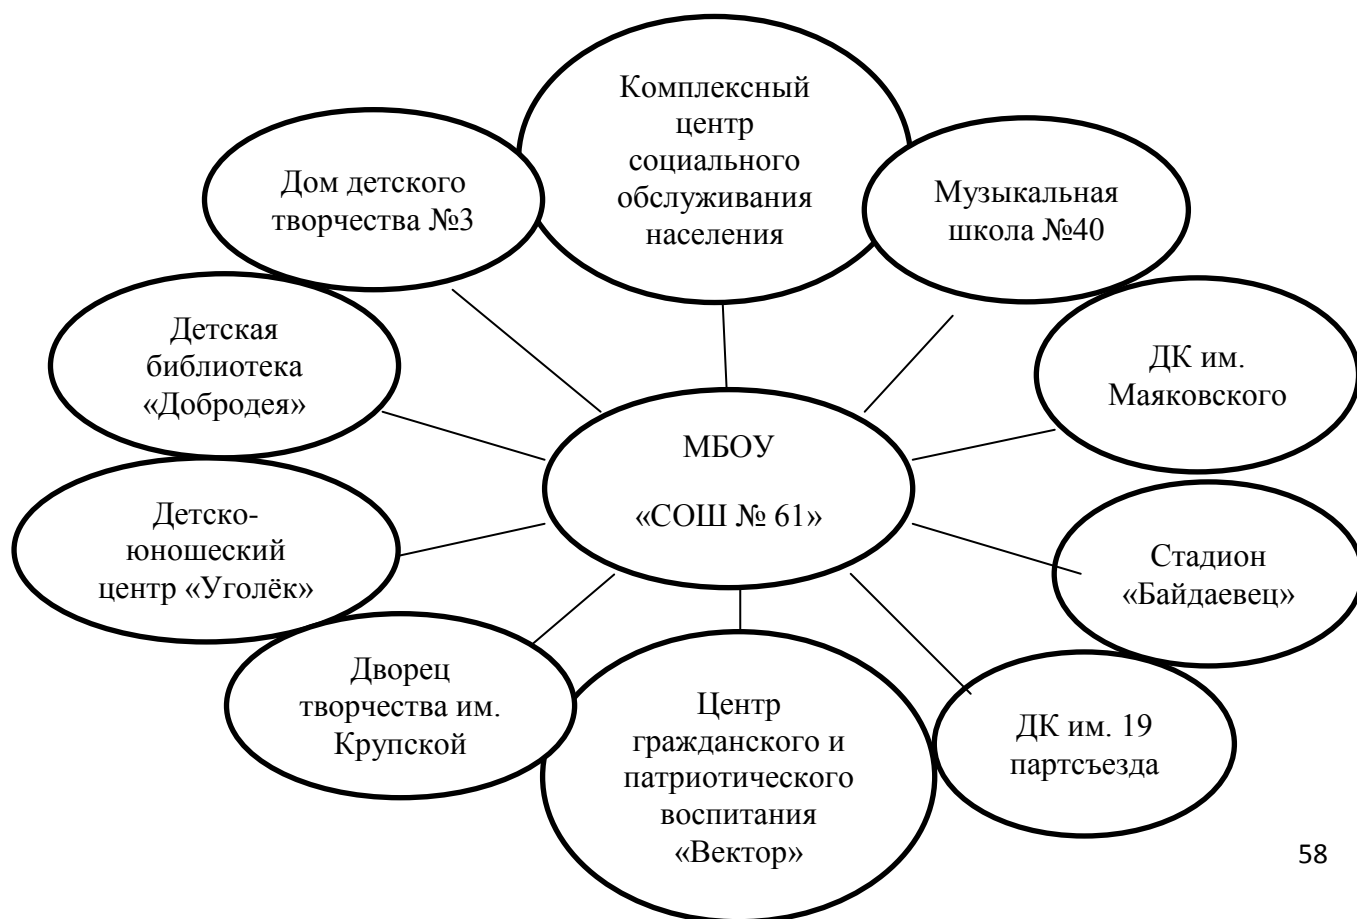 Комплексный
центр
социального
обслуживания
населения
Дом детского
творчества №3
Музыкальная
школа №40
Детская
библиотека
«Добродея»
ДК им.
Маяковского
МБОУ
«СОШ № 61»
Детско-
юношеский
центр «Уголёк»
Стадион
«Байдаевец»
Дворец
творчества им.
Крупской
Центр
гражданского и
патриотического
воспитания
«Вектор»
ДК им. 19
партсъезда
58